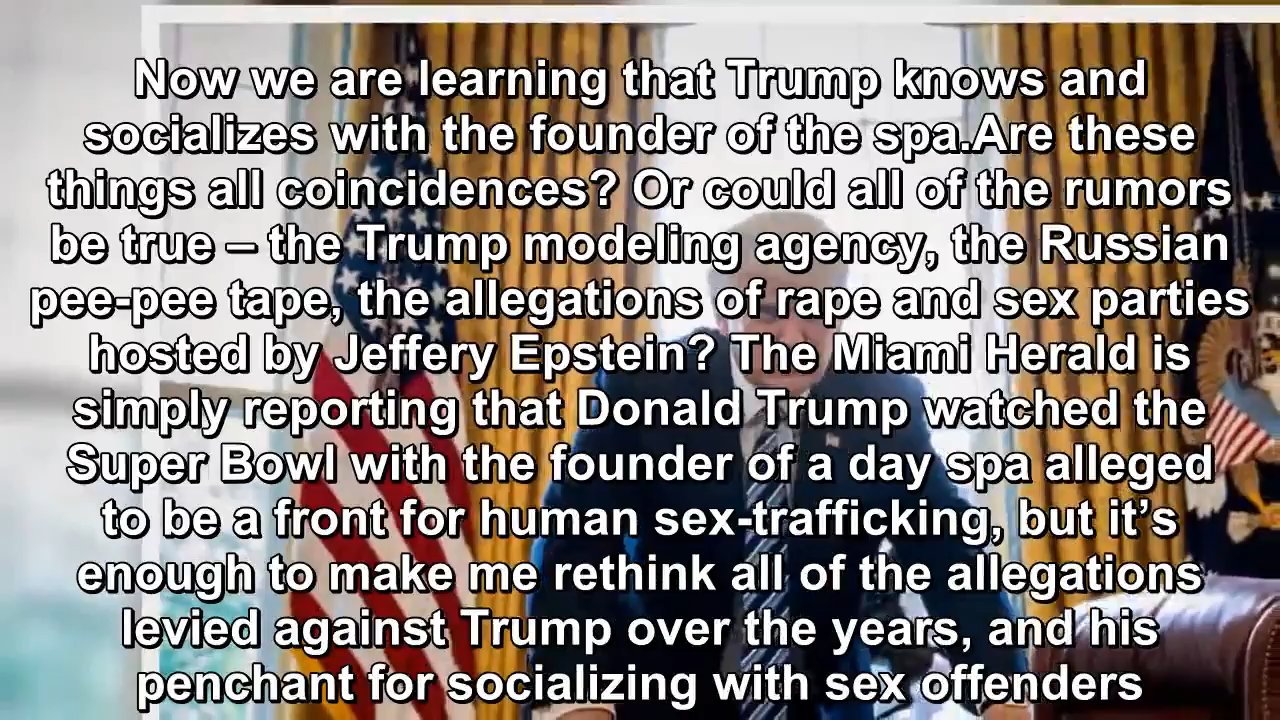 Now we are learning that Trump knows and
socializes with the founder of the spa.Are these
things all coincidences? Or could all of the rumors
be true – the Trump modeling agency, the Russian
pee-pee tape, the allegations of rape and sex parties
hosted by Jeffery Epstein? The Miami Herald is
simply reporting that Donald Trump watched the
Super Bowl with the founder of a day spa alleged
to be a front for human sex-trafficking, but it’s
enough to make me rethink all of the allegations
levied against Trump over the years, and his
penchant for socializing with sex offenders